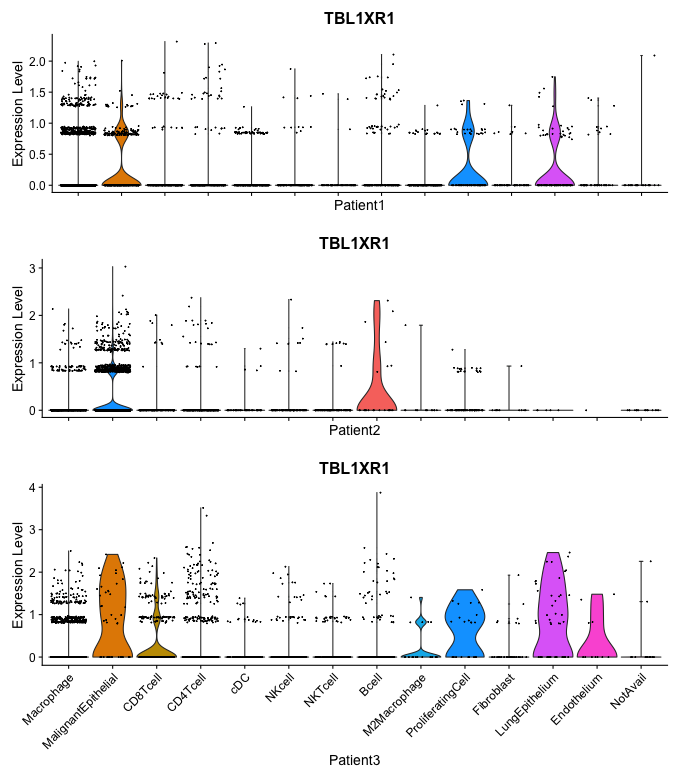 TBL1XR1
Expression Level
2.0
1.5
1.0
0.5
0.0
Patient1
TBL1XR1
Expression Level
3
2
1
0
Patient2
TBL1XR1
Expression Level
4
3
2
1
0
Macrophage
MalignantEpithelial
CD8Tcell
CD4Tcell
cDC
NKcell
NKTcell
Bcell
M2Macrophage
ProliferatingCell
Fibroblast
LungEpithelium
Endothelium
NotAvail
Patient3